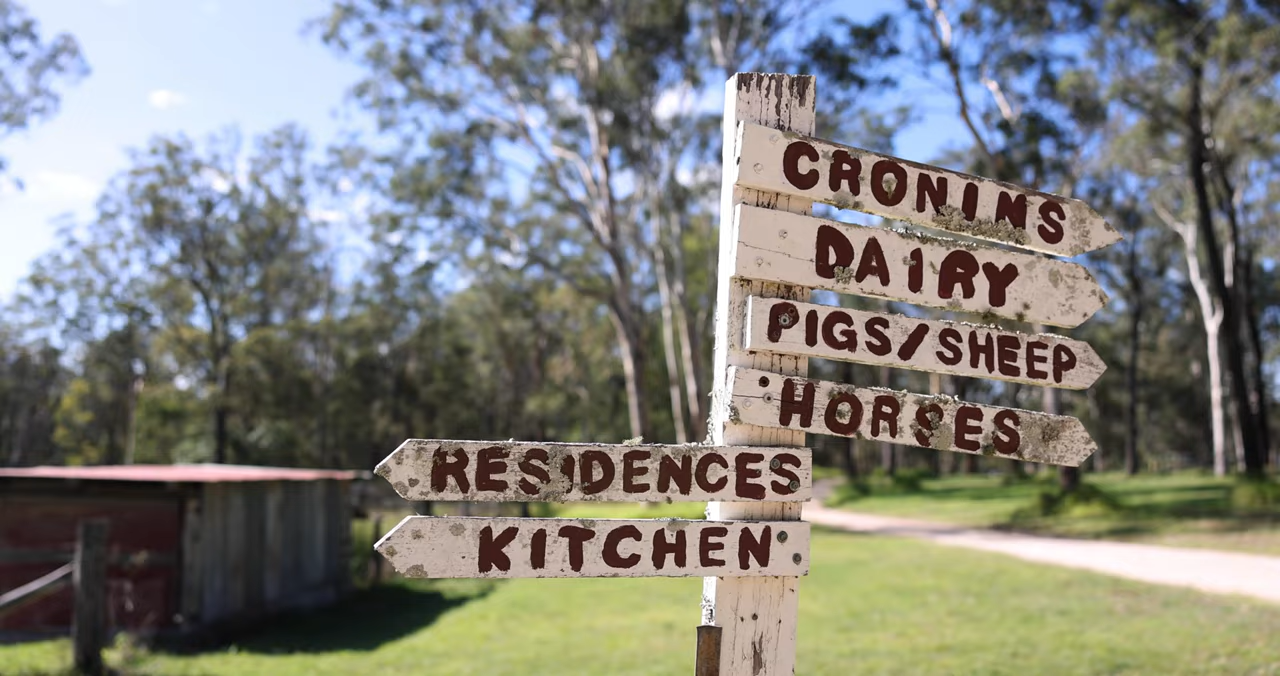 CRONINS
DAIRY
PIGS/SHEEP
HORSES
RESIDENCES
KITCHEN